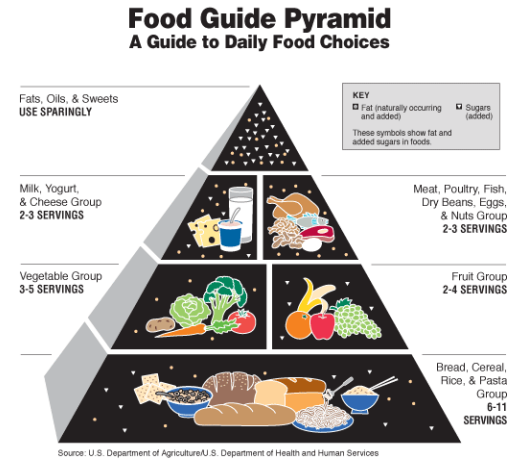 Food Guide Pyramid
A Guide to Daily Food Choices
Fats, Oils, & Sweets
USE SPARINGLY
KEY
Fat (naturally occurring
and added)
Sugars
(added)
These symbols show fat and
added sugars in foods.
Milk, Yogurt,
& Cheese Group
2-3 SERVINGS
Meat, Poultry, Fish,
Dry Beans, Eggs,
& Nuts Group
2-3 SERVINGS
Vegetable Group
3-5 SERVINGS
Fruit Group
2-4 SERVINGS
Bread, Cereal,
Rice, & Pasta
Group
6-11
SERVINGS
Source: U.S. Department of Agriculture/U.S. Department of Health and Human Services